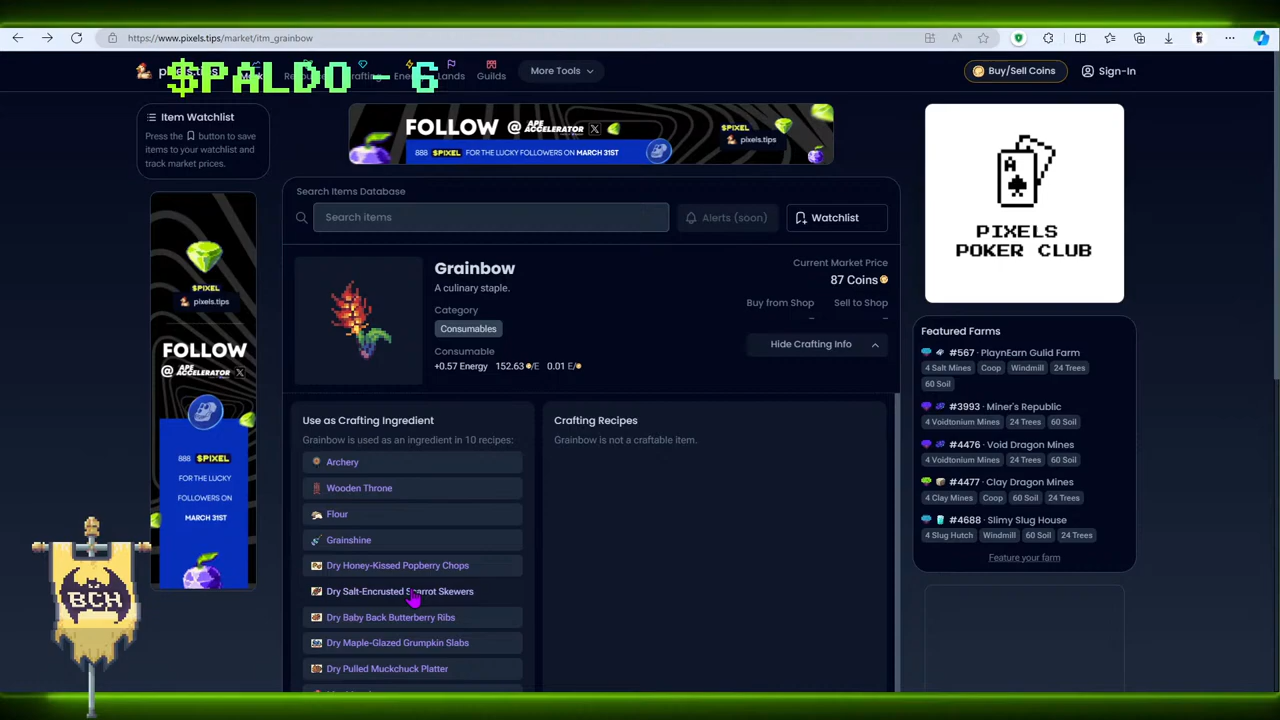 https://www.pixels.tips/market/itm_grainbow
$PALDO - 6
Lands
Guilds
More Tools
Buy/Sell Coins
Sign-In
Item Watchlist
Press the button to save
items to your watchlist and
track market prices.
FOLLOW @ APE ACCELERATOR X
888 $PIXEL FOR THE LUCKY FOLLOWERS ON MARCH 31ST
$PIXEL
pixels.tips
$PIXEL
pixels.tips
FOLLOW
@ APE ACCELERATOR X
888 $PIXEL
FOR THE LUCKY
FOLLOWERS ON
MARCH 31ST
Search Items Database
Search items
Alerts (soon)
Watchlist
Grainbow
A culinary staple.
Category
Consumables
Consumable
+0.57 Energy 152.63 /E 0.01 E/
Current Market Price
87 Coins
Buy from Shop Sell to Shop
– –
Hide Crafting Info
Use as Crafting Ingredient
Grainbow is used as an ingredient in 10 recipes:
Archery
Wooden Throne
Flour
Grainshine
Dry Honey-Kissed Popberry Chops
Dry Salt-Encrusted Scarrot Skewers
Dry Baby Back Butterberry Ribs
Dry Maple-Glazed Grumpkin Slabs
Dry Pulled Muckchuck Platter
Crafting Recipes
Grainbow is not a craftable item.
A
PIXELS
POKER CLUB
Featured Farms
#567 · PlaynEarn Guild Farm
4 Salt Mines Coop Windmill 24 Trees
60 Soil
#3993 · Miner's Republic
4 Voidtonium Mines 24 Trees 60 Soil
#4476 · Void Dragon Mines
4 Voidtonium Mines 24 Trees 60 Soil
#4477 · Clay Dragon Mines
4 Clay Mines Coop 60 Soil 24 Trees
#4688 · Slimy Slug House
4 Slug Hutch Windmill 60 Soil 24 Trees
Feature your farm
BCH